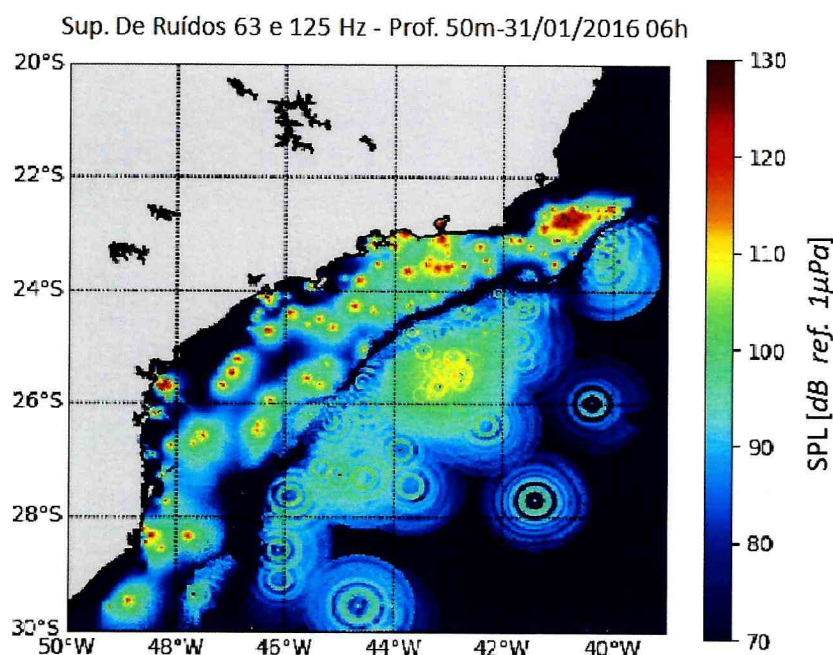 Sup. De Ruídos 63 e 125 Hz - Prof. 50m-31/01/2016 06h
20°S
22°S
24°S
26°S
28°S
30°S
50°W
48°W
46°W
44°W
42°W
40°W
130
120
110
100
90
80
70
SPL [dB ref. 1μPa]